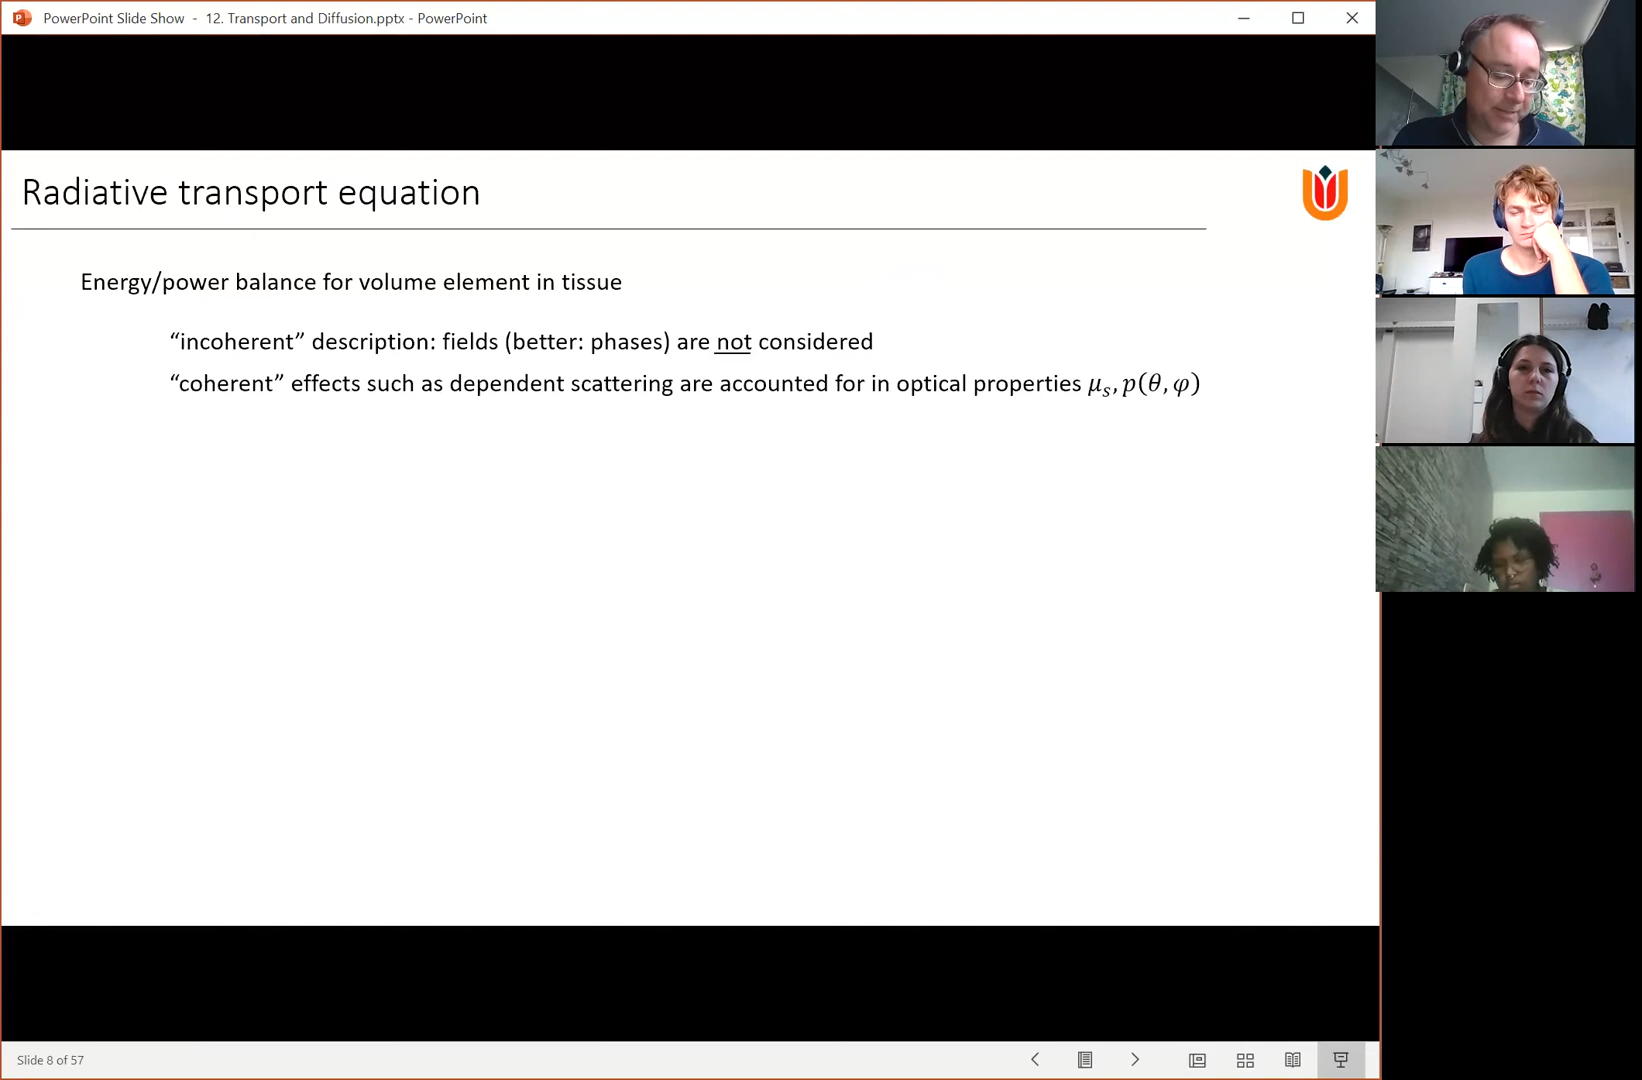 PowerPoint Slide Show - 12. Transport and Diffusion.pptx - PowerPoint
Radiative transport equation
Energy/power balance for volume element in tissue
“incoherent” description: fields (better: phases) are not considered
“coherent” effects such as dependent scattering are accounted for in optical properties μₛ, p(θ, φ)
Slide 8 of 57